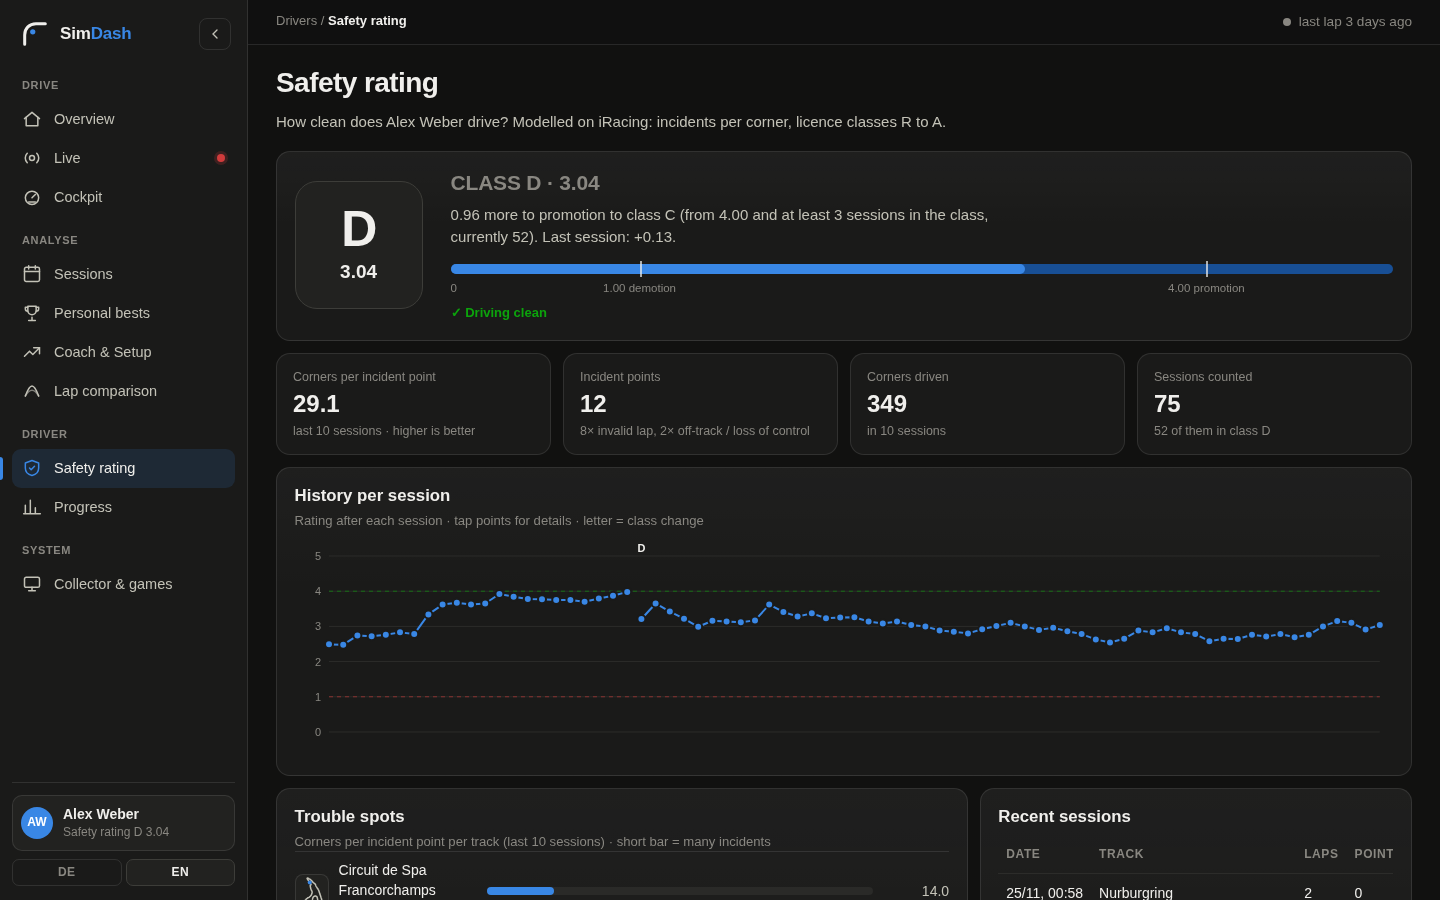 SimDash
DRIVE
Overview
Live
Cockpit
ANALYSE
Sessions
Personal bests
Coach & Setup
Lap comparison
DRIVER
Safety rating
Progress
SYSTEM
Collector & games
AW
Alex Weber
Safety rating D 3.04
DE
EN
Drivers / Safety rating
last lap 3 days ago
Safety rating
How clean does Alex Weber drive? Modelled on iRacing: incidents per corner, licence classes R to A.
D
3.04
CLASS D · 3.04
0.96 more to promotion to class C (from 4.00 and at least 3 sessions in the class,
currently 52). Last session: +0.13.
0
1.00 demotion
4.00 promotion
✓ Driving clean
Corners per incident point
29.1
last 10 sessions · higher is better
Incident points
12
8× invalid lap, 2× off-track / loss of control
Corners driven
349
in 10 sessions
Sessions counted
75
52 of them in class D
History per session
Rating after each session · tap points for details · letter = class change
D
5
4
3
2
1
0
Trouble spots
Corners per incident point per track (last 10 sessions) · short bar = many incidents
Circuit de Spa
Francorchamps
14.0
Recent sessions
DATE TRACK LAPS POINT
25/11, 00:58 Nurburgring 2 0